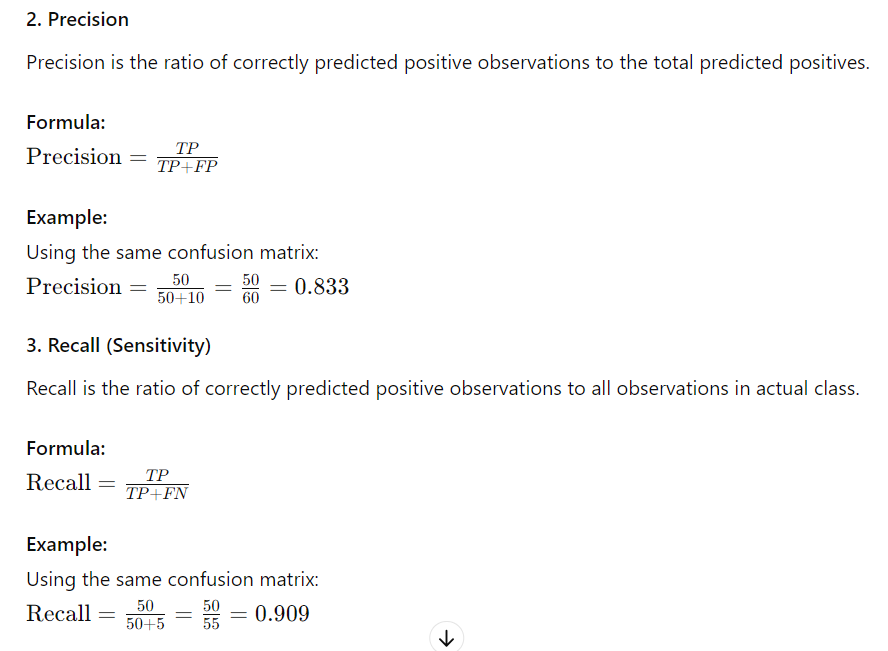 2. Precision
Precision is the ratio of correctly predicted positive observations to the total predicted positives.
Formula:
Precision = TP/TP+FP
Example:
Using the same confusion matrix:
Precision = 50/50+10 = 50/60 = 0.833
3. Recall (Sensitivity)
Recall is the ratio of correctly predicted positive observations to all observations in actual class.
Formula:
Recall = TP/TP+FN
Example:
Using the same confusion matrix:
Recall = 50/50+5 = 50/55 = 0.909